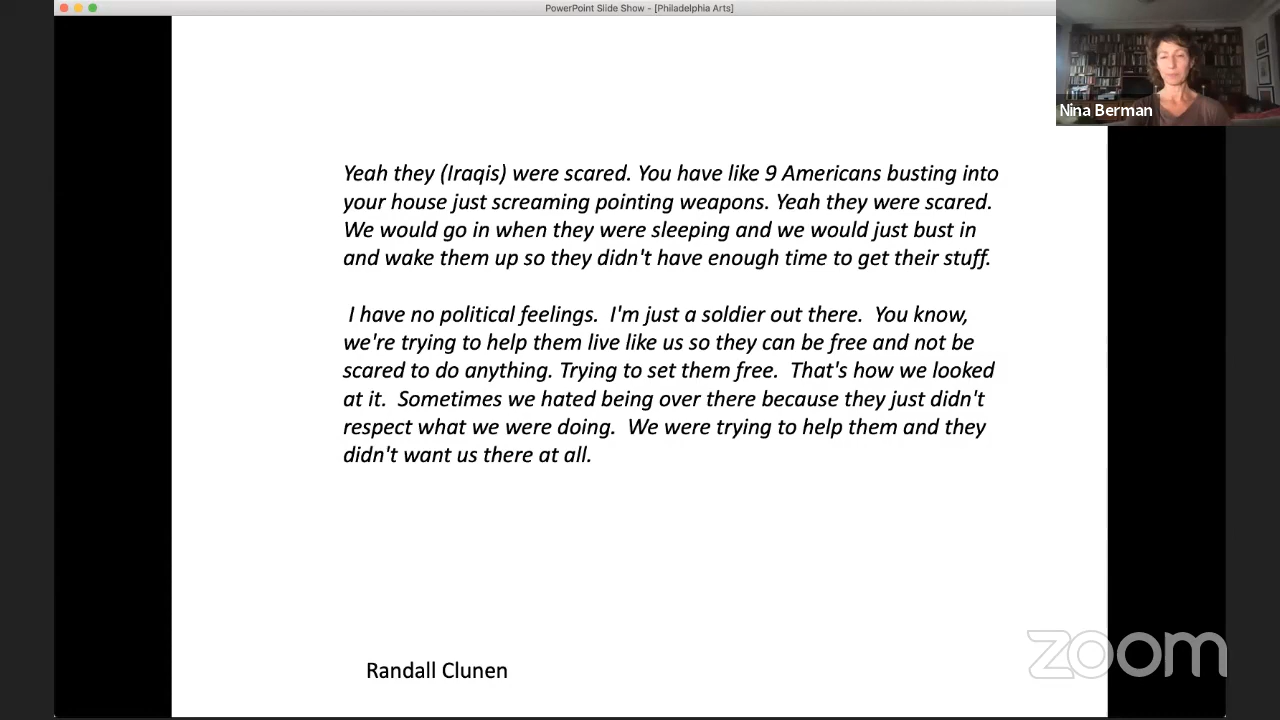 PowerPoint Slide Show - [Philadelphia Arts]
Nina Berman
Yeah they (Iraqis) were scared. You have like 9 Americans busting into
your house just screaming pointing weapons. Yeah they were scared.
We would go in when they were sleeping and we would just bust in
and wake them up so they didn't have enough time to get their stuff.
I have no political feelings. I'm just a soldier out there. You know,
we're trying to help them live like us so they can be free and not be
scared to do anything. Trying to set them free. That's how we looked
at it. Sometimes we hated being over there because they just didn't
respect what we were doing. We were trying to help them and they
didn't want us there at all.
Randall Clunen
zoom